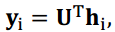 𝐲ᵢ = 𝐔ᵀ𝐡ᵢ,